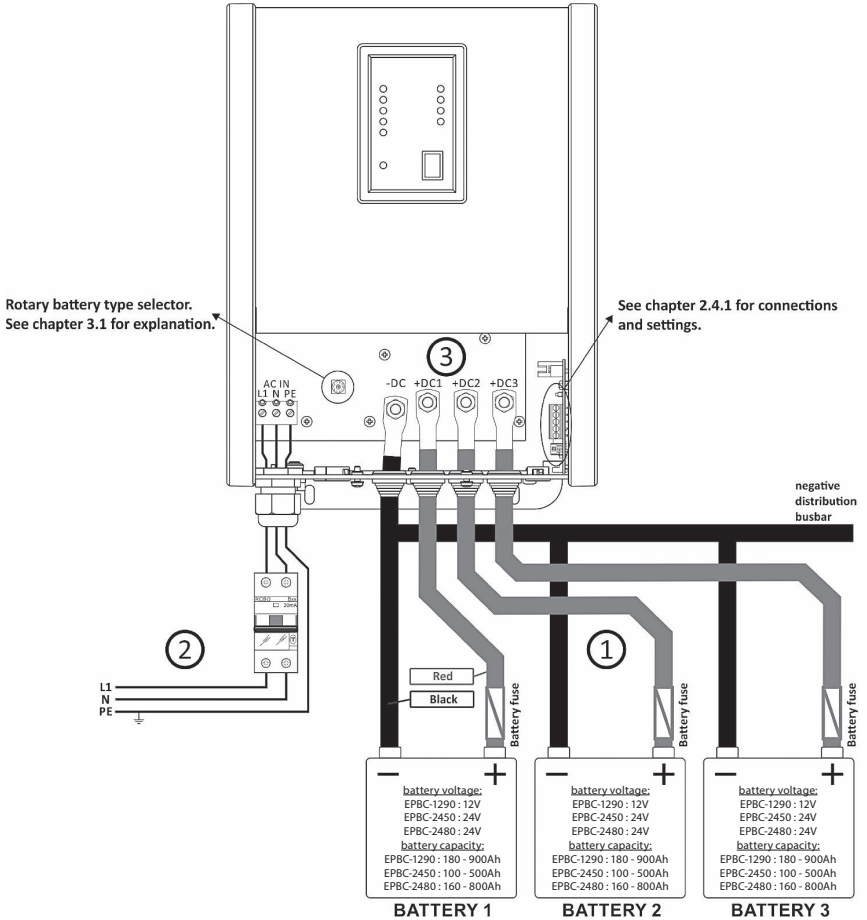 Rotary battery type selector.
See chapter 3.1 for explanation.
See chapter 2.4.1 for connections
and settings.
3
AC IN
L1 N PE
-DC +DC1 +DC2 +DC3
negative
distribution
busbar
RCBO
30mA
2
1
L1
N
PE
Red
Black
Battery fuse
Battery fuse
Battery fuse
− +
battery voltage:
EPBC-1290 : 12V
EPBC-2450 : 24V
EPBC-2480 : 24V
battery capacity:
EPBC-1290 : 180 - 900Ah
EPBC-2450 : 100 - 500Ah
EPBC-2480 : 160 - 800Ah
BATTERY 1
− +
battery voltage:
EPBC-1290 : 12V
EPBC-2450 : 24V
EPBC-2480 : 24V
battery capacity:
EPBC-1290 : 180 - 900Ah
EPBC-2450 : 100 - 500Ah
EPBC-2480 : 160 - 800Ah
BATTERY 2
− +
battery voltage:
EPBC-1290 : 12V
EPBC-2450 : 24V
EPBC-2480 : 24V
battery capacity:
EPBC-1290 : 180 - 900Ah
EPBC-2450 : 100 - 500Ah
EPBC-2480 : 160 - 800Ah
BATTERY 3